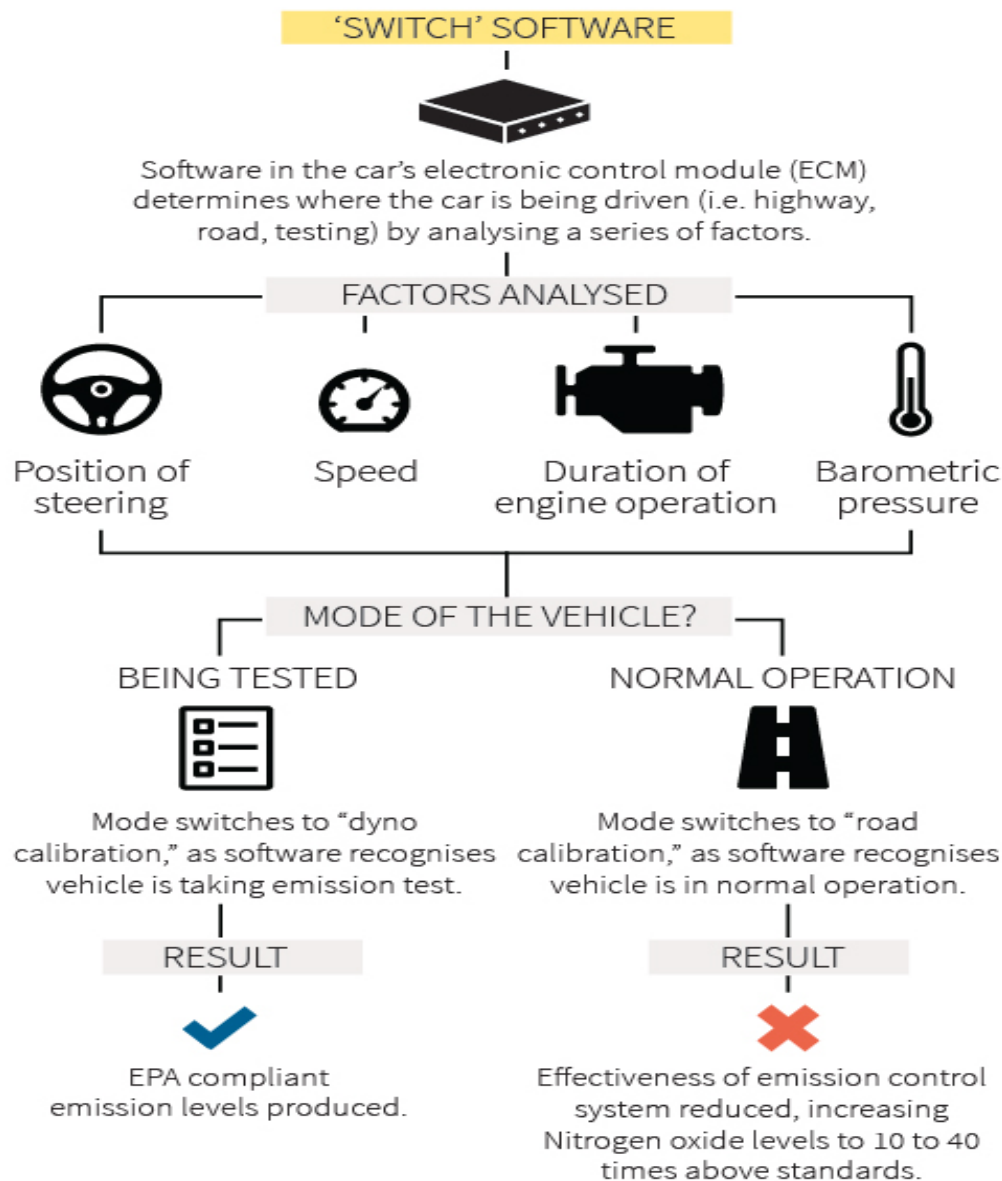 ‘SWITCH’ SOFTWARE
Software in the car’s electronic control module (ECM)
determines where the car is being driven (i.e. highway,
road, testing) by analysing a series of factors.
FACTORS ANALYSED
Position of
steering
Speed
Duration of
engine operation
Barometric
pressure
MODE OF THE VEHICLE?
BEING TESTED
Mode switches to “dyno
calibration,” as software recognises
vehicle is taking emission test.
RESULT
EPA compliant
emission levels produced.
NORMAL OPERATION
Mode switches to “road
calibration,” as software recognises
vehicle is in normal operation.
RESULT
Effectiveness of emission control
system reduced, increasing
Nitrogen oxide levels to 10 to 40
times above standards.